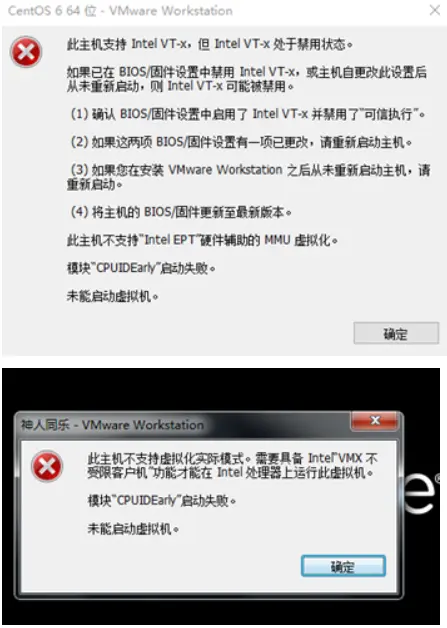 CentOS 6 64 位 - VMware Workstation
此主机支持 Intel VT-x，但 Intel VT-x 处于禁用状态。
如果已在 BIOS/固件设置中禁用 Intel VT-x，或主机自更改此设置后
从未重新启动，则 Intel VT-x 可能被禁用。
(1) 确认 BIOS/固件设置中启用了 Intel VT-x 并禁用了“可信执行”。
(2) 如果这两项 BIOS/固件设置有一项已更改，请重新启动主机。
(3) 如果您在安装 VMware Workstation 之后从未重新启动主机，请
重新启动。
(4) 将主机的 BIOS/固件更新至最新版本。
此主机不支持“Intel EPT”硬件辅助的 MMU 虚拟化。
模块“CPUIDEarly”启动失败。
未能启动虚拟机。
确定
神人同乐 - VMware Workstation
此主机不支持虚拟化实际模式。需要具备 Intel“VMX 不
受限客户机”功能才能在 Intel 处理器上运行此虚拟机。
模块“CPUIDEarly”启动失败。
未能启动虚拟机。
确定
e®